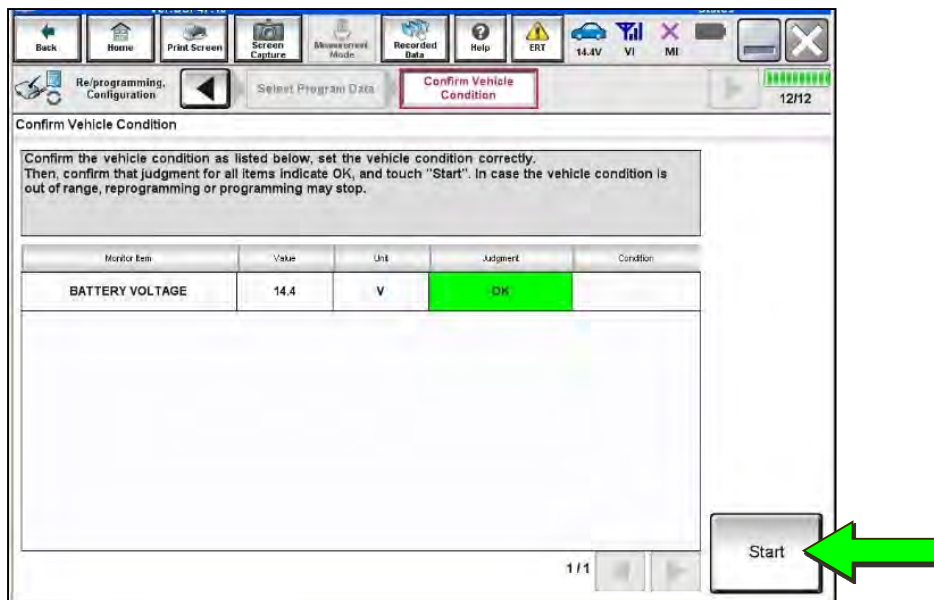 Back
Home
Print Screen
Screen
Capture
Measurement
Mode
Recorded
Data
Help
ERT
14.4V
VI
MI
Re/programming,
Configuration
Select Program Data
Confirm Vehicle
Condition
12/12
Confirm Vehicle Condition
Confirm the vehicle condition as listed below, set the vehicle condition correctly.
Then, confirm that judgment for all items indicate OK, and touch "Start". In case the vehicle condition is
out of range, reprogramming or programming may stop.
Monitor Item
Value
Unit
Judgment
Condition
BATTERY VOLTAGE
14.4
V
OK
1/1
Start